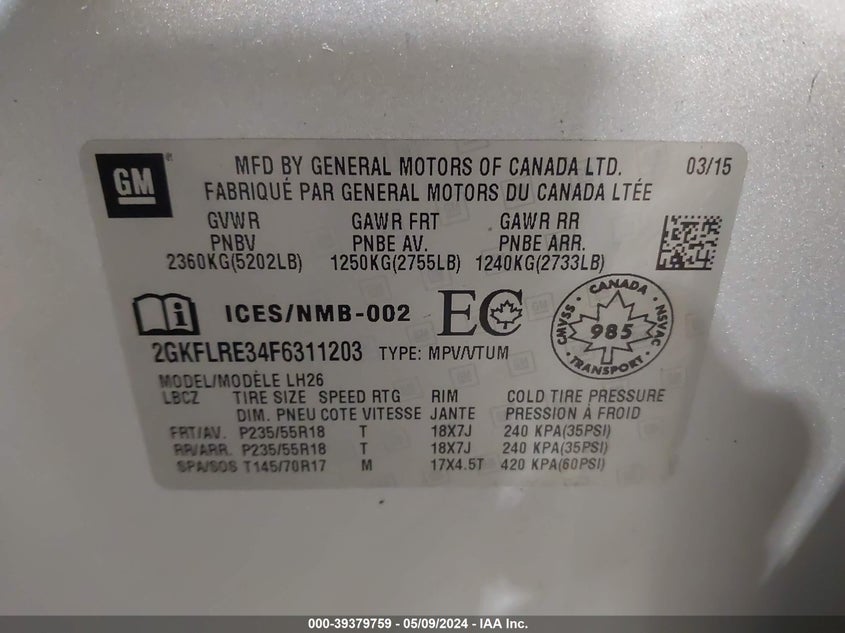 GM
MFD BY GENERAL MOTORS OF CANADA LTD. 03/15
FABRIQUÉ PAR GENERAL MOTORS DU CANADA LTÉE
GVWR GAWR FRT GAWR RR
PNBV PNBE AV. PNBE ARR.
2360KG(5202LB) 1250KG(2755LB) 1240KG(2733LB)
i ICES/NMB-002 EC
CANADA CMVSS 985 NSVAC TRANSPORT
2GKFLRE34F6311203 TYPE: MPV/VTUM
MODEL/MODÈLE LH26
LBCZ TIRE SIZE SPEED RTG RIM COLD TIRE PRESSURE
DIM. PNEU COTE VITESSE JANTE PRESSION À FROID
FRT/AV. P235/55R18 T 18X7J 240 KPA(35PSI)
RR/ARR. P235/55R18 T 18X7J 240 KPA(35PSI)
SPA/SOS T145/70R17 M 17X4.5T 420 KPA(60PSI)
000-39379759 - 05/09/2024 - IAA Inc.